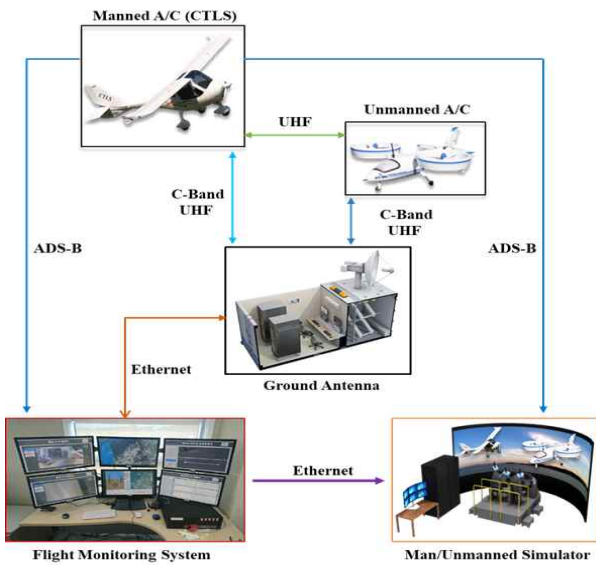 Manned A/C (CTLS)
CTLS
UHF
Unmanned A/C
C-Band
UHF
C-Band
UHF
ADS-B
ADS-B
Ethernet
Ground Antenna
Ethernet
Flight Monitoring System
Man/Unmanned Simulator